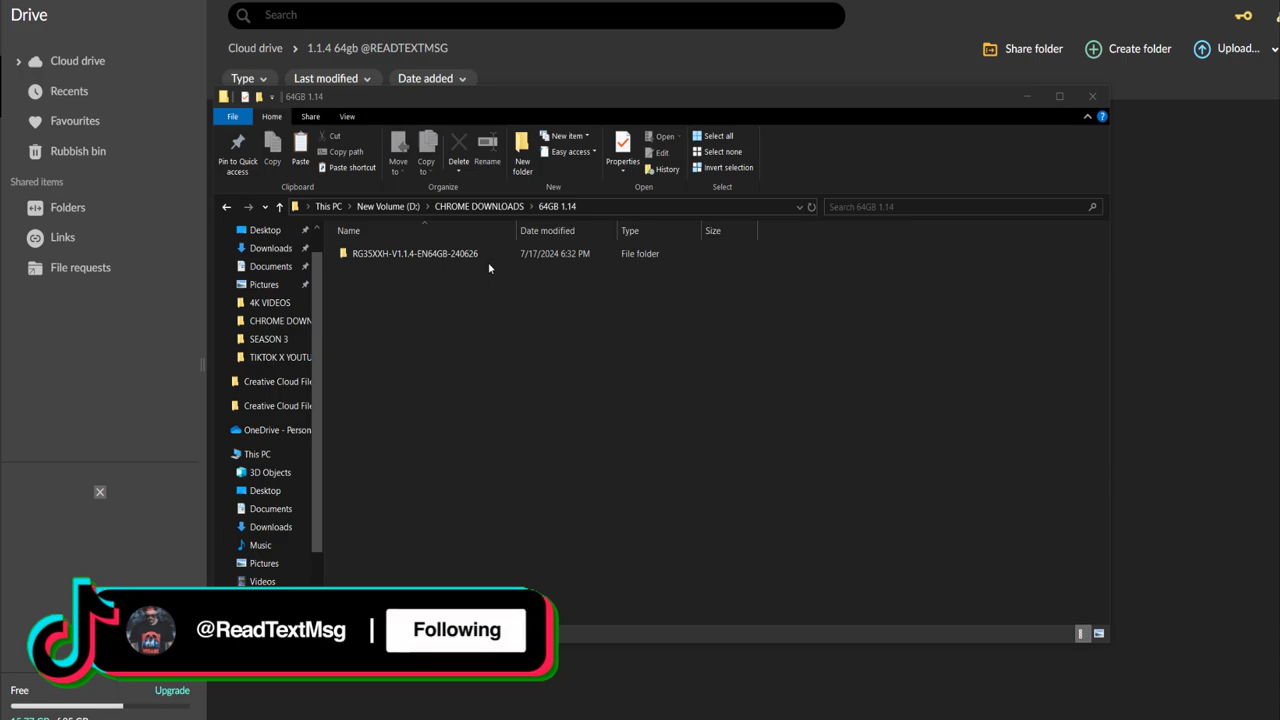 Drive
Search
Cloud drive
Recents
Favourites
Rubbish bin
Shared items
Folders
Links
File requests
Cloud drive > 1.1.4 64gb @READTEXTMSG
Share folder
Create folder
Upload...
Type
Last modified
Date added
64GB 1.14
File Home Share View
Pin to Quick access
Copy
Paste
Cut
Copy path
Paste shortcut
Clipboard
Move to
Copy to
Delete
Rename
Organize
New folder
New item
Easy access
New
Properties
Open
Edit
History
Open
Select all
Select none
Invert selection
Select
This PC > New Volume (D:) > CHROME DOWNLOADS > 64GB 1.14
Search 64GB 1.14
Name Date modified Type Size
RG35XXH-V1.1.4-EN64GB-240626 7/17/2024 6:32 PM File folder
Desktop
Downloads
Documents
Pictures
4K VIDEOS
CHROME DOWN
SEASON 3
TIKTOK X YOUTU
Creative Cloud Fil
Creative Cloud Fil
OneDrive - Person
This PC
3D Objects
Desktop
Documents
Downloads
Music
Pictures
Videos
@ReadTextMsg | Following
Free Upgrade